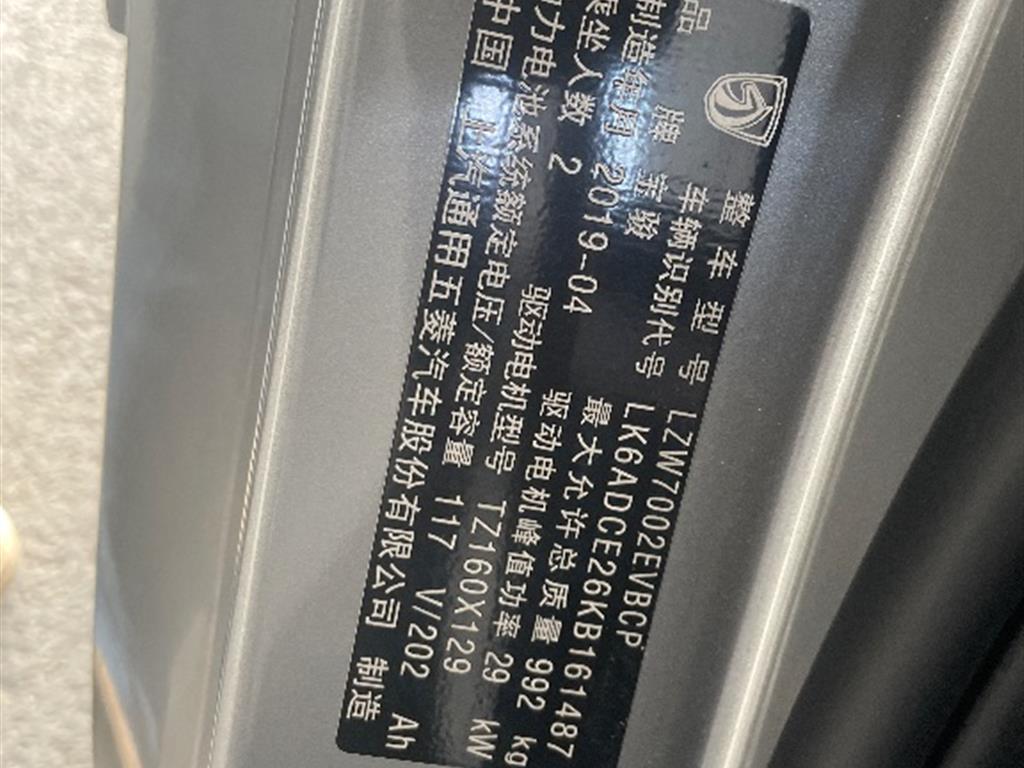 整车型号 LZW7002EVBCP
品牌 宝骏 车辆识别代号 LK6ADCE26KB161487
制造年月 2019-04 最大允许总质量 992 kg
乘坐人数 2 驱动电机峰值功率 29 kW
驱动电机型号 TZ160X129
动力电池系统额定电压/额定容量 117 V/202 Ah
中国 上汽通用五菱汽车股份有限公司 制造